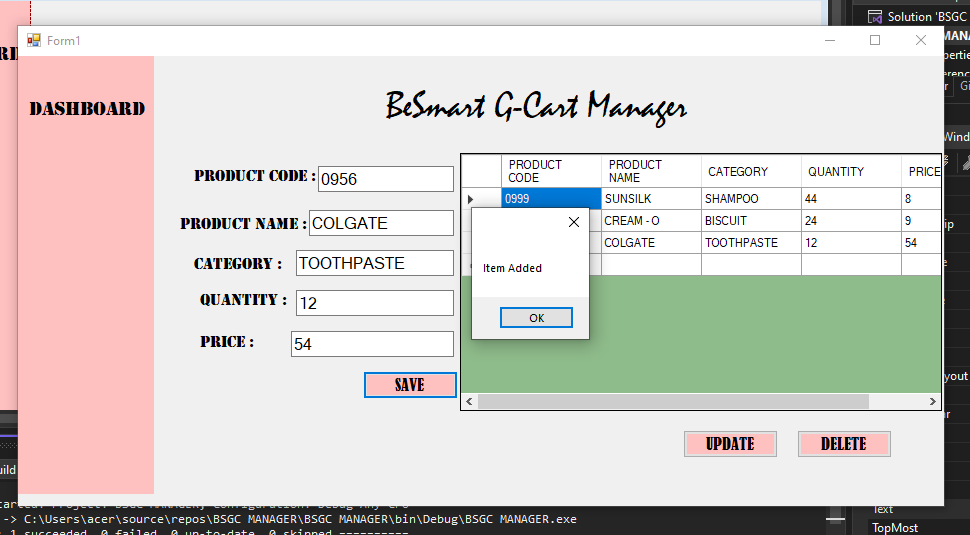 Solution 'BSGC
Form1
DASHBOARD
BeSmart G-Cart Manager
PRODUCT CODE :
0956
PRODUCT NAME :
COLGATE
CATEGORY :
TOOTHPASTE
QUANTITY :
12
PRICE :
54
SAVE
PRODUCT CODE PRODUCT NAME CATEGORY QUANTITY PRICE
0999 SUNSILK SHAMPOO 44 8
CREAM - O BISCUIT 24 9
COLGATE TOOTHPASTE 12 54
Item Added
OK
UPDATE
DELETE
-> C:\Users\acer\source\repos\BSGC MANAGER\BSGC MANAGER\bin\Debug\BSGC MANAGER.exe
Text
TopMost